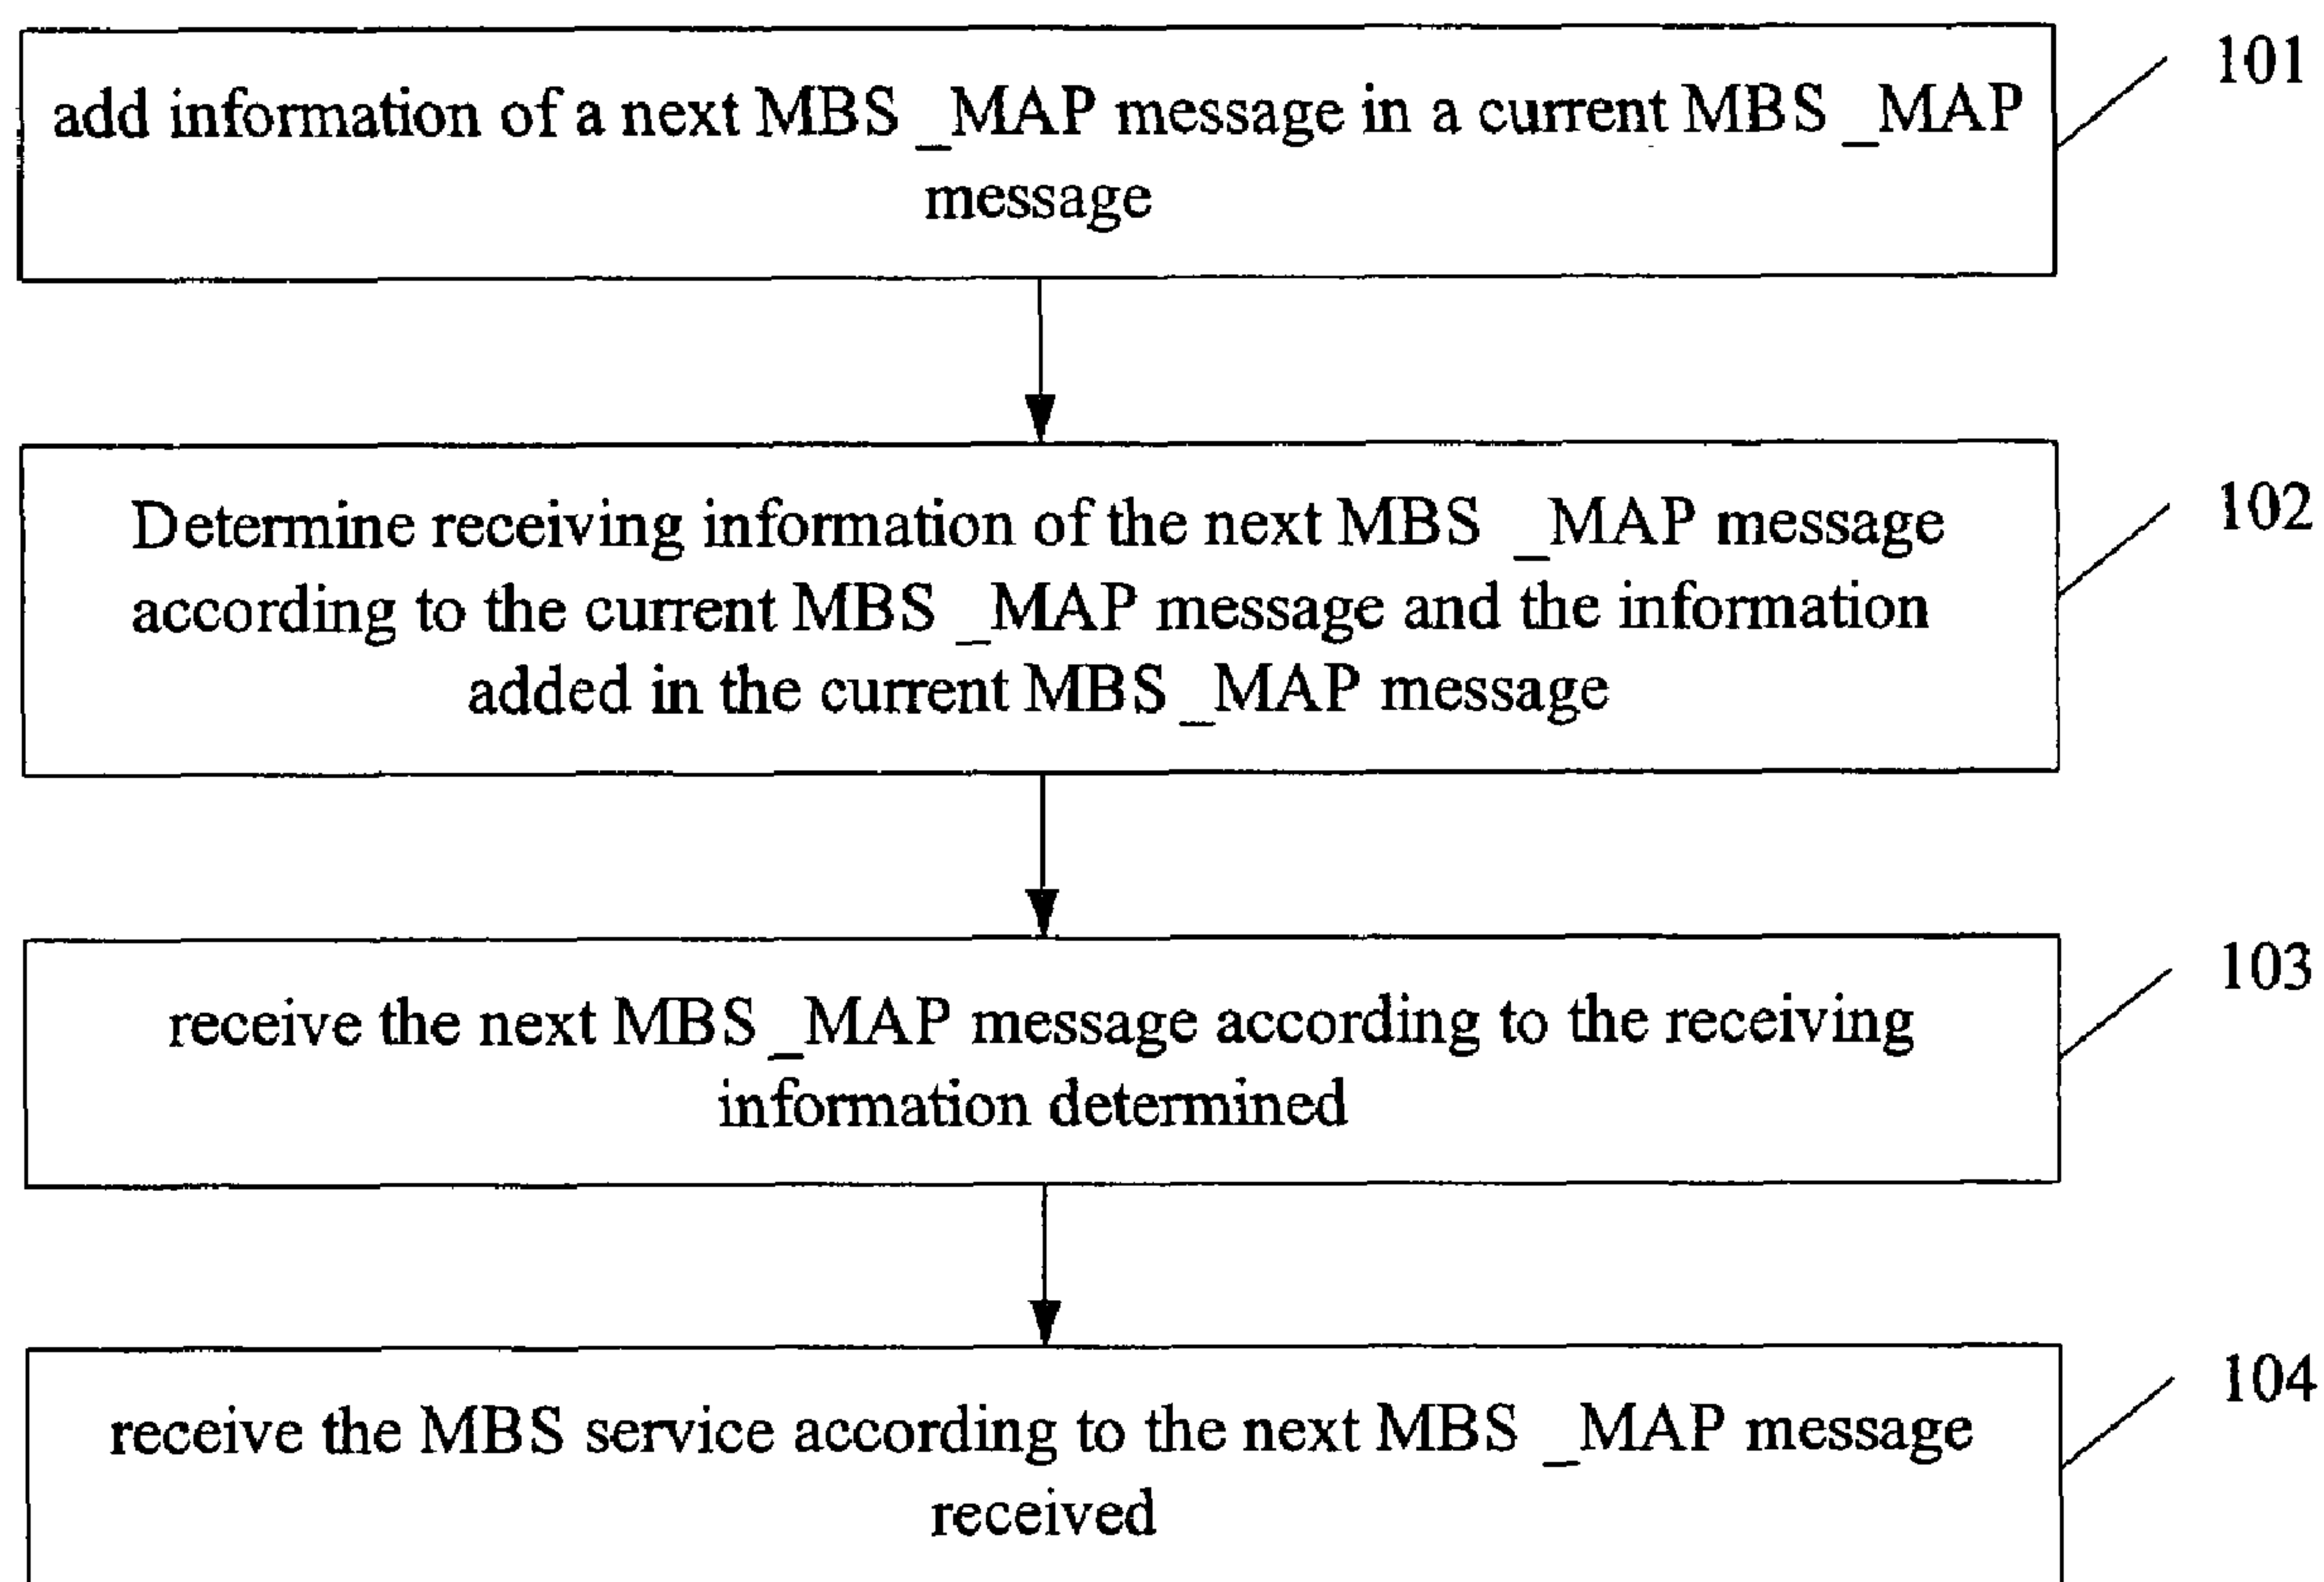 add information of a next MBS _MAP message in a current MBS _MAP
message
101
Determine receiving information of the next MBS _MAP message
according to the current MBS _MAP message and the information
added in the current MBS _MAP message
102
receive the next MBS _MAP message according to the receiving
information determined
103
receive the MBS service according to the next MBS _MAP message
received
104